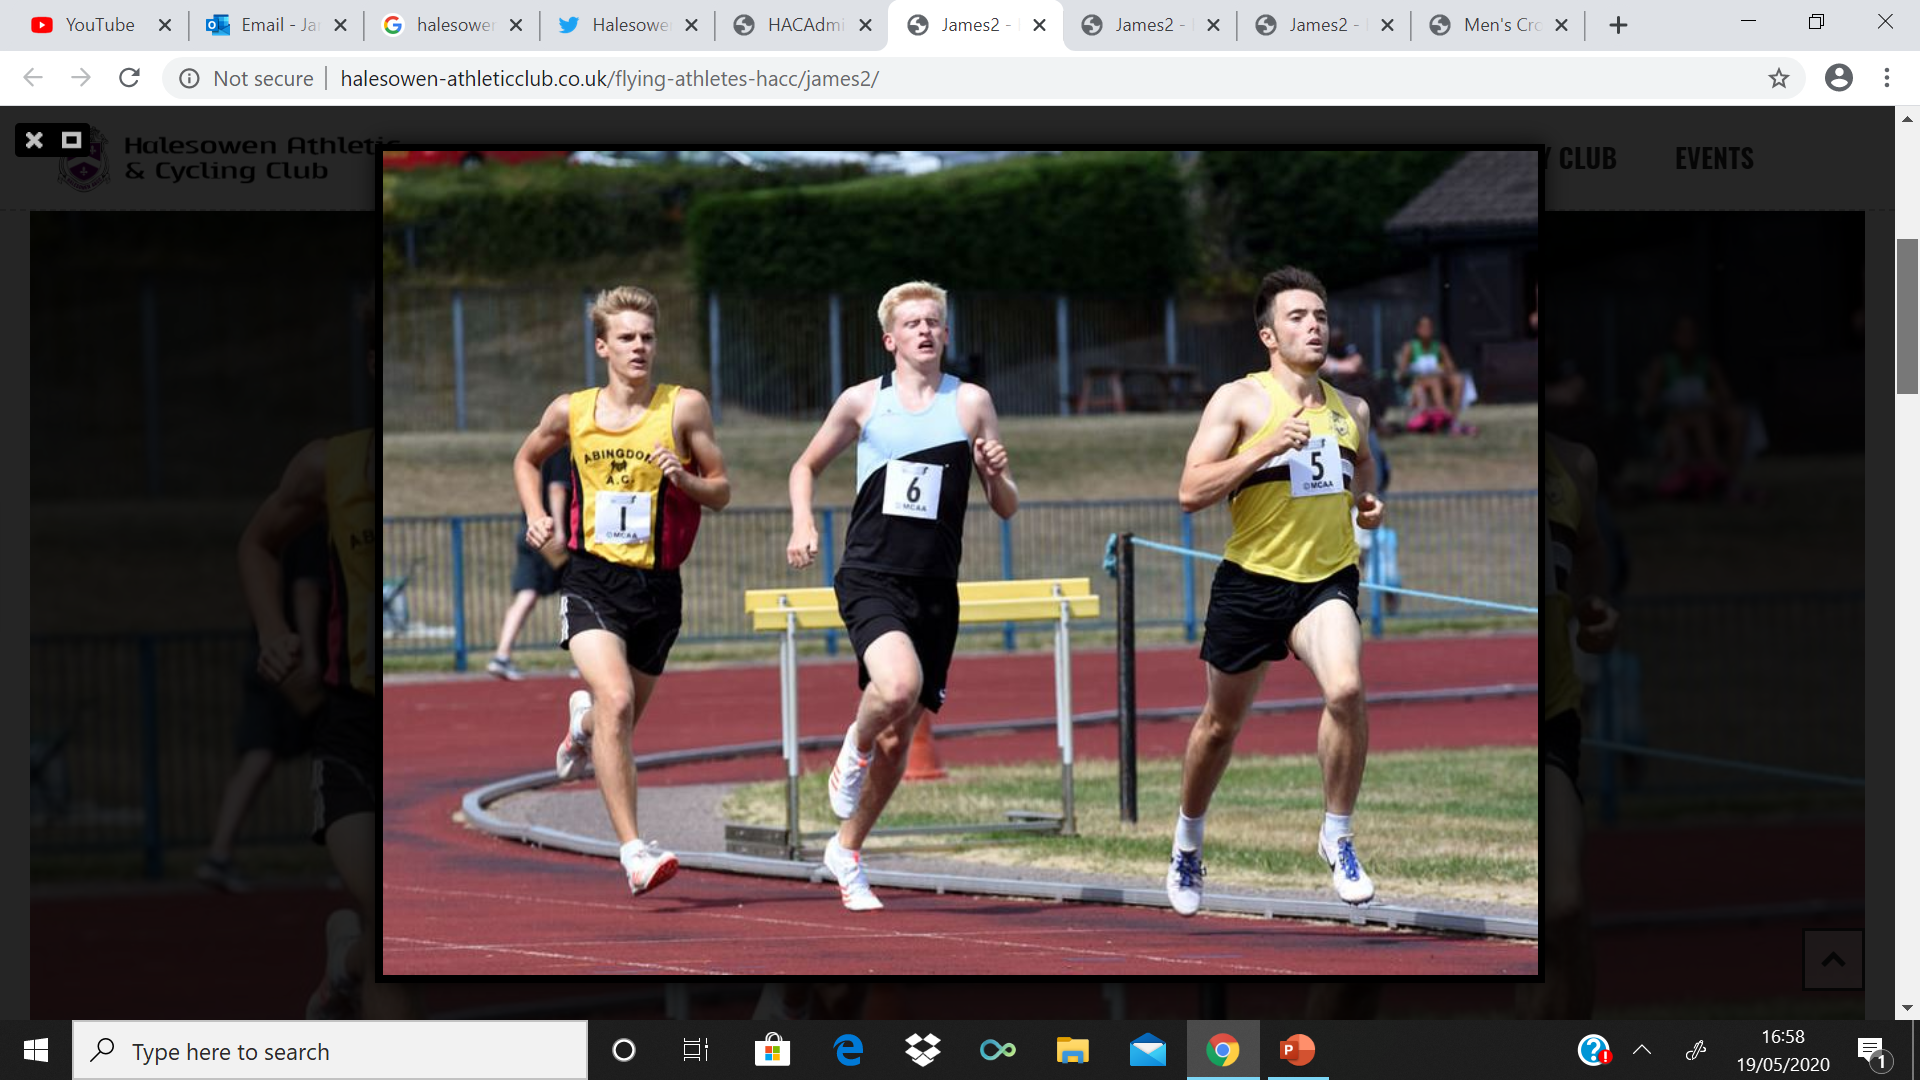 YouTube
Email - Ja
halesower
Halesowe
HACAdmi
James2 -
James2 -
James2 -
Men's Cro
Not secure
halesowen-athleticclub.co.uk/flying-athletes-hacc/james2/
Halesowen Athletic
& Cycling Club
Y CLUB
EVENTS
ABINGDON
A.C.
1
MCAA
6
MCAA
5
MCAA
Type here to search
16:58
19/05/2020
1